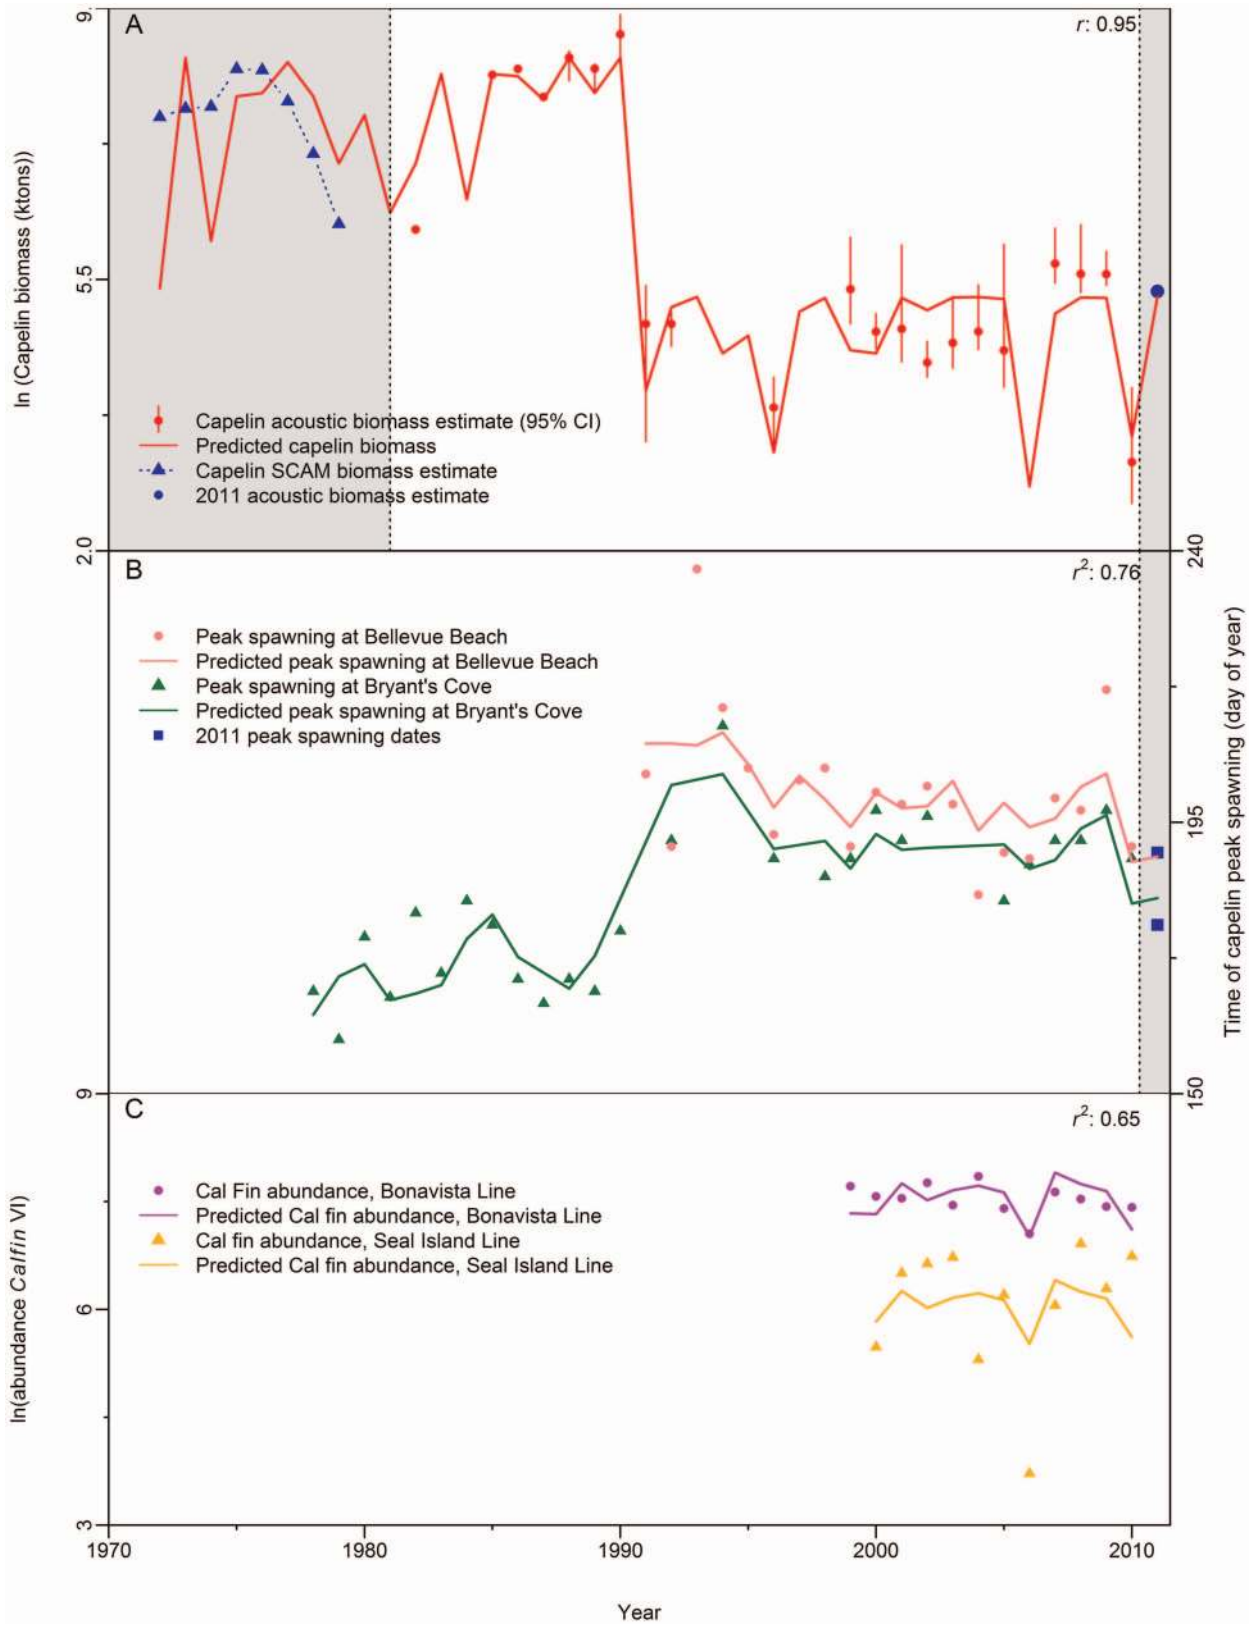 A
r: 0.95
9.
5.5
2.0
ln (Capelin biomass (ktons))
Capelin acoustic biomass estimate (95% CI)
Predicted capelin biomass
Capelin SCAM biomass estimate
2011 acoustic biomass estimate
B
r²: 0.76
240
195
150
Time of capelin peak spawning (day of year)
Peak spawning at Bellevue Beach
Predicted peak spawning at Bellevue Beach
Peak spawning at Bryant's Cove
Predicted peak spawning at Bryant's Cove
2011 peak spawning dates
C
r²: 0.65
9
6
3
ln(abundance Calfin VI)
Cal Fin abundance, Bonavista Line
Predicted Cal fin abundance, Bonavista Line
Cal fin abundance, Seal Island Line
Predicted Cal fin abundance, Seal Island Line
1970 1980 1990 2000 2010
Year